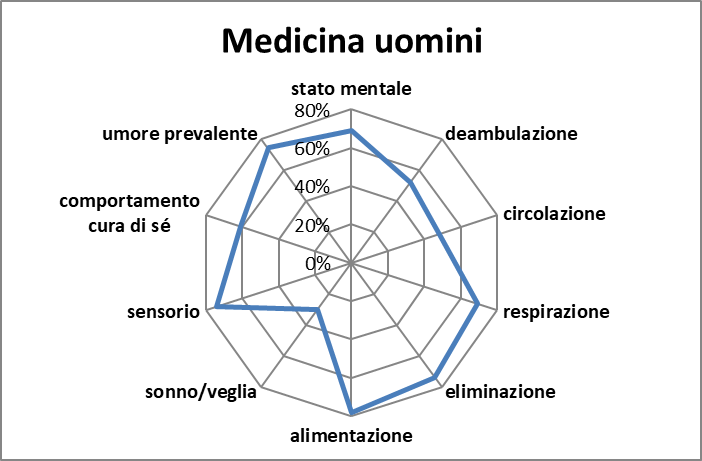 Medicina uomini
stato mentale
80%
umore prevalente
deambulazione
60%
40%
comportamento
cura di sé
circolazione
20%
0%
sensorio
respirazione
sonno/veglia
eliminazione
alimentazione